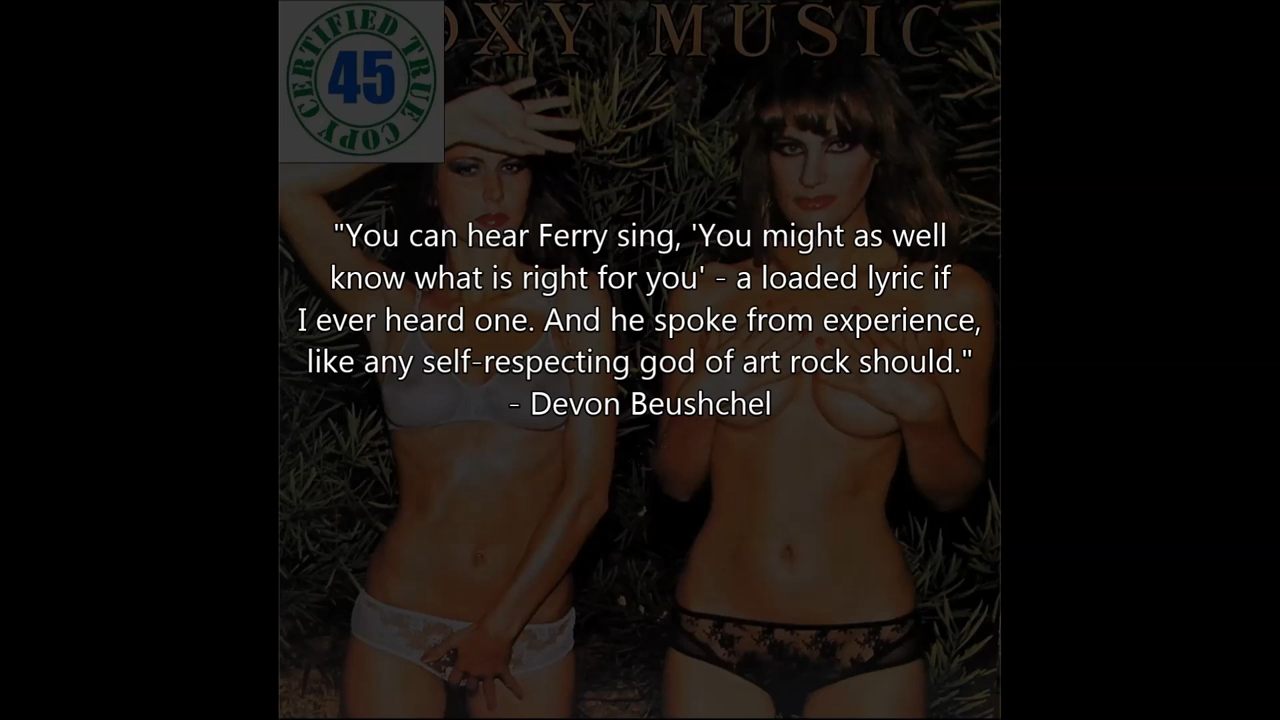 OXY MUSIC
CERTIFIED TRUE COPY
45
"You can hear Ferry sing, 'You might as well
know what is right for you' - a loaded lyric if
I ever heard one. And he spoke from experience,
like any self-respecting god of art rock should."
- Devon Beushchel